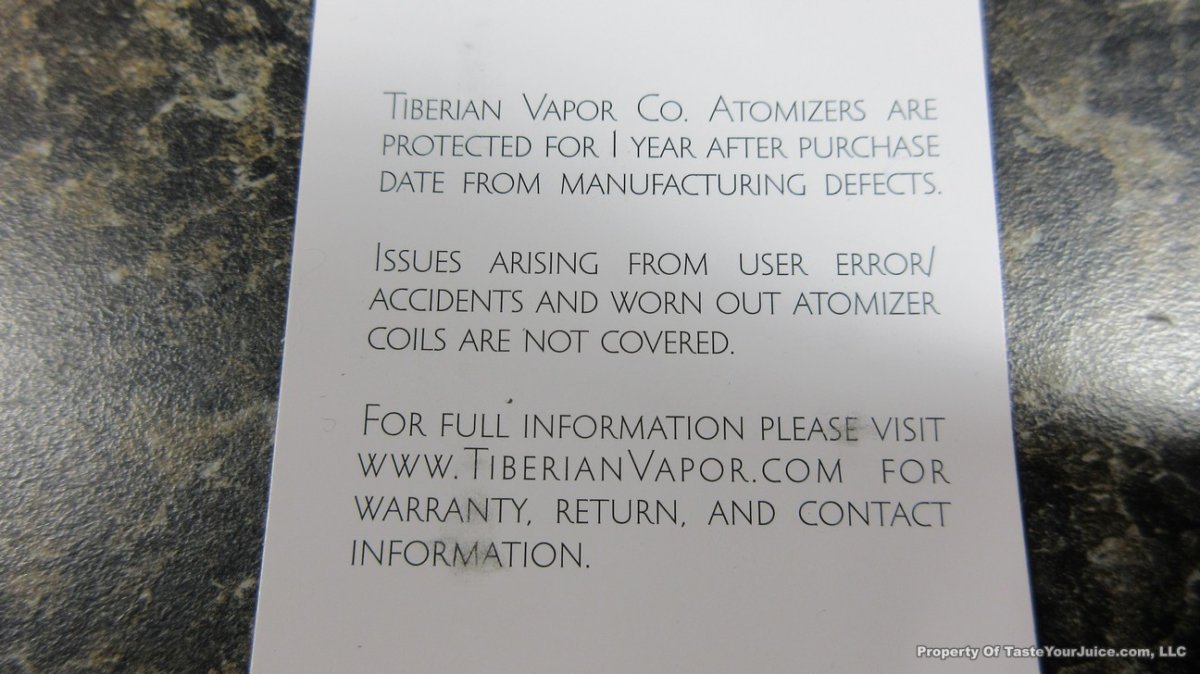 Tiberian Vapor Co. Atomizers are
protected for 1 year after purchase
date from manufacturing defects.
Issues arising from user error/
accidents and worn out atomizer
coils are not covered.
For full information please visit
www.TiberianVapor.com for
warranty, return, and contact
information.
Property Of TasteYourJuice.com, LLC